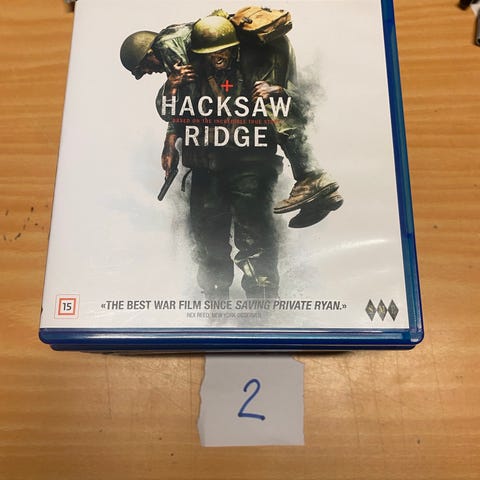 HACKSAW
BASED ON THE INCREDIBLE TRUE STORY
RIDGE
15
«THE BEST WAR FILM SINCE SAVING PRIVATE RYAN.»
REX REED, NEW YORK OBSERVER
2